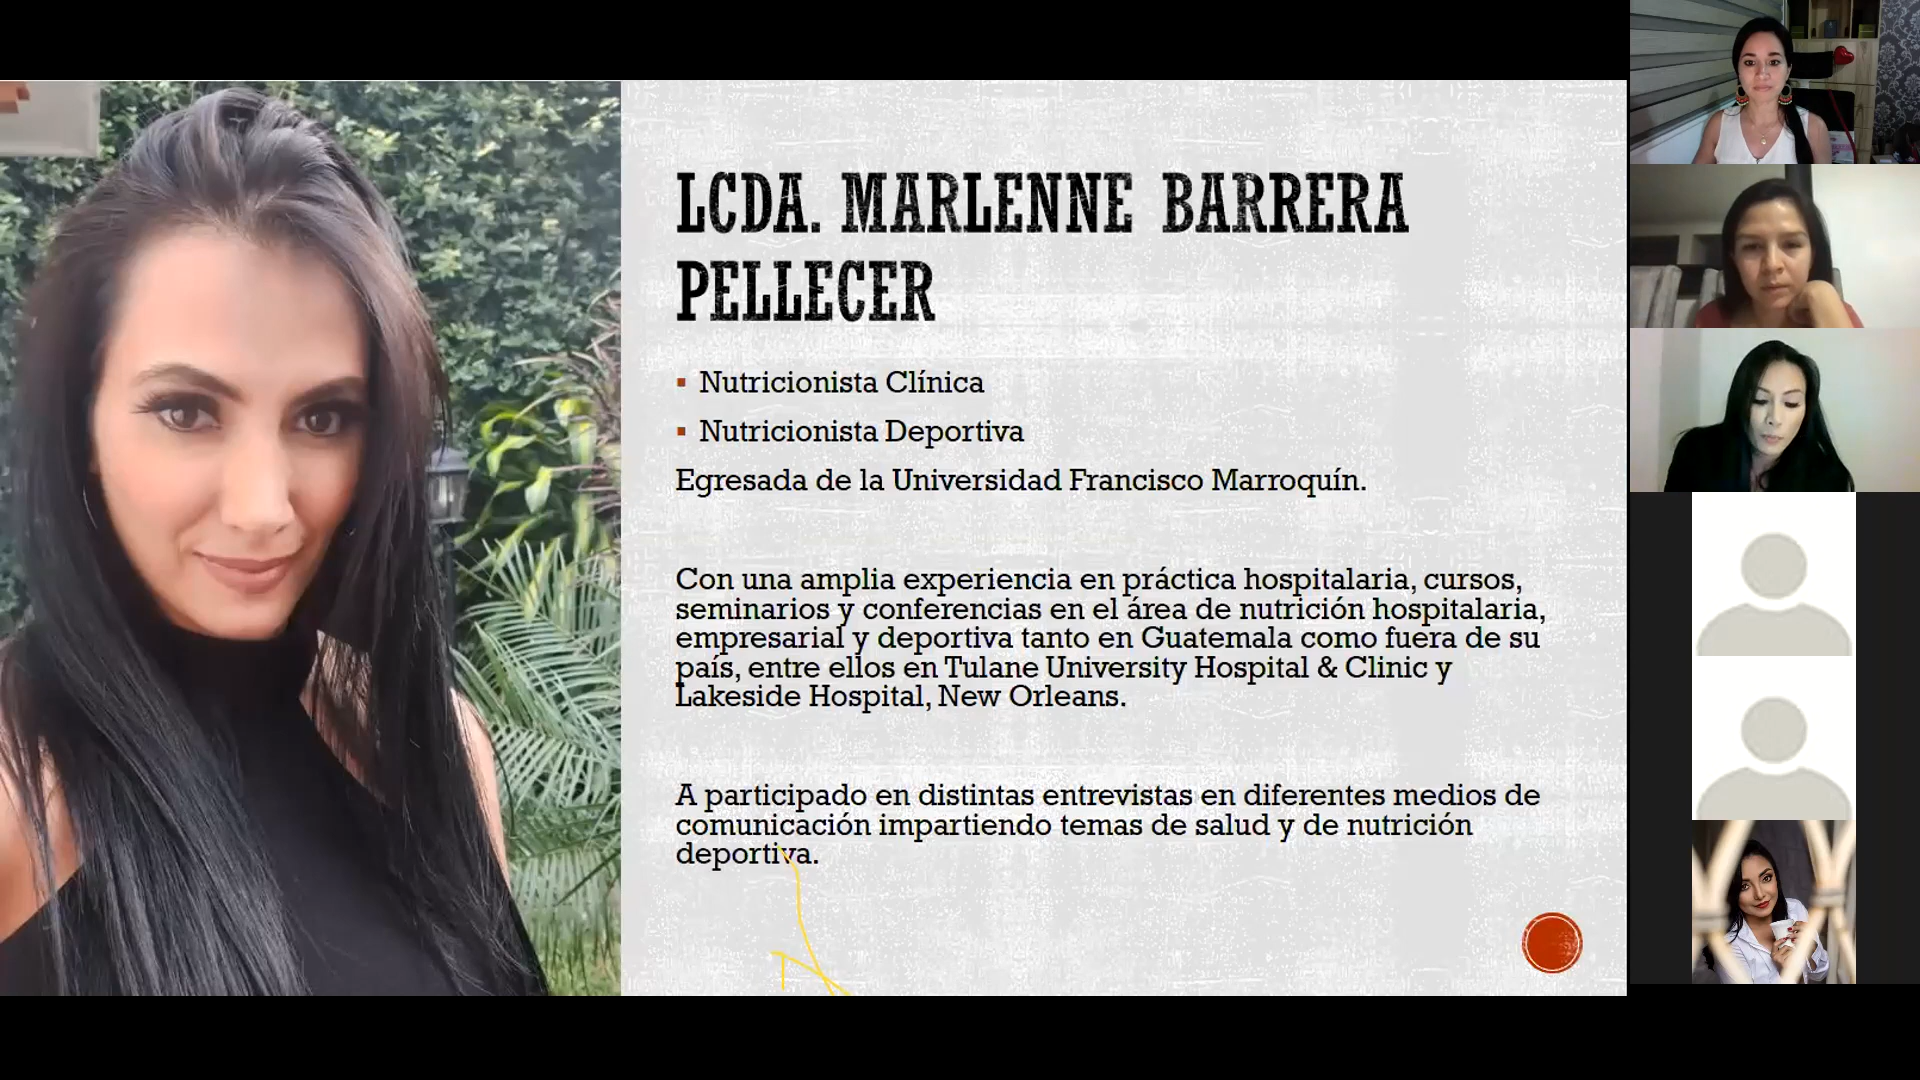 LCDA. MARLENNE BARRERA
PELLECER
▪ Nutricionista Clínica
▪ Nutricionista Deportiva
Egresada de la Universidad Francisco Marroquín.
Con una amplia experiencia en práctica hospitalaria, cursos,
seminarios y conferencias en el área de nutrición hospitalaria,
empresarial y deportiva tanto en Guatemala como fuera de su
país, entre ellos en Tulane University Hospital & Clinic y
Lakeside Hospital, New Orleans.
A participado en distintas entrevistas en diferentes medios de
comunicación impartiendo temas de salud y de nutrición
deportiva.